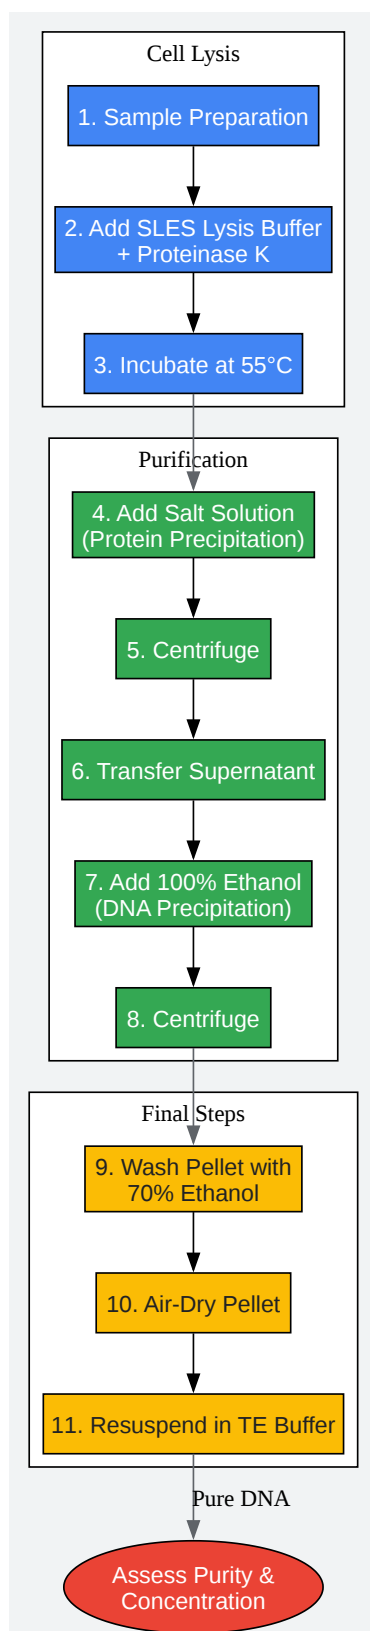 Cell Lysis
1. Sample Preparation
2. Add SLES Lysis Buffer
+ Proteinase K
3. Incubate at 55°C
Purification
4. Add Salt Solution
(Protein Precipitation)
5. Centrifuge
6. Transfer Supernatant
7. Add 100% Ethanol
(DNA Precipitation)
8. Centrifuge
Final Steps
9. Wash Pellet with
70% Ethanol
10. Air-Dry Pellet
11. Resuspend in TE Buffer
Pure DNA
Assess Purity &
Concentration